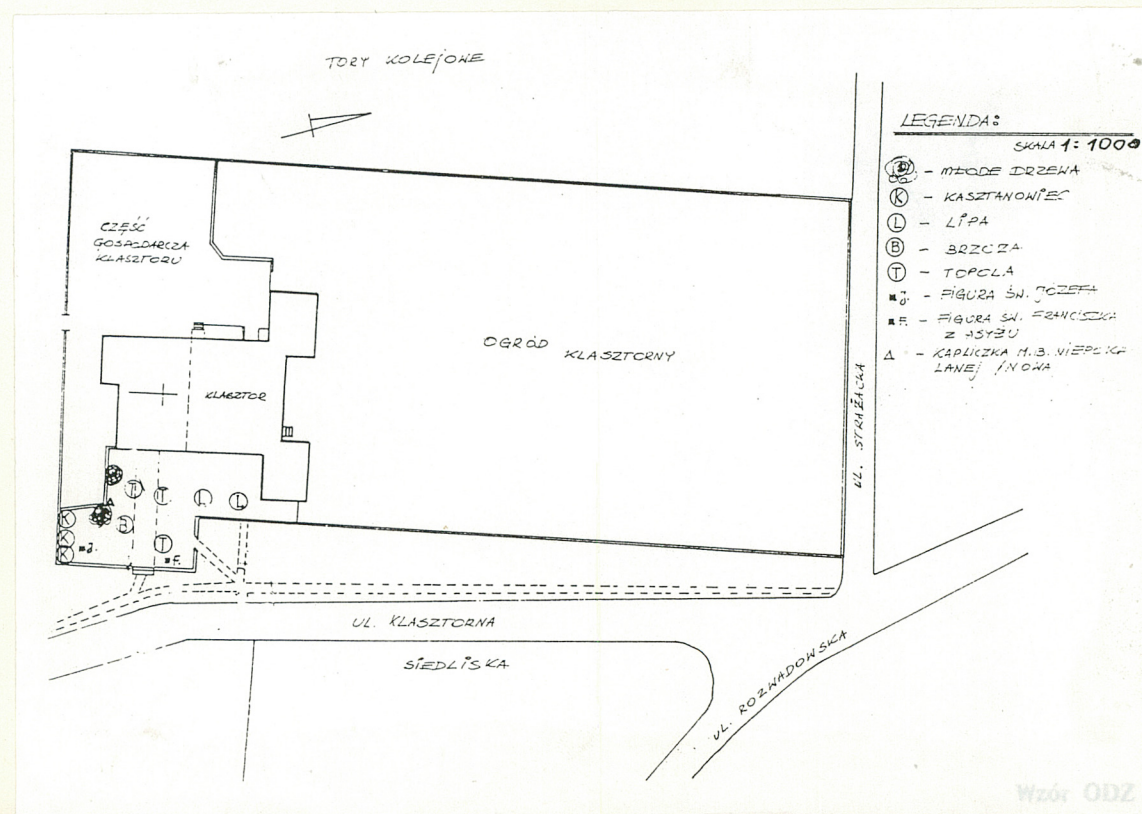 TORY KOLEJOWE
LEGENDA:
SKALA 1:1000
- MŁODE DRZEWA
K - KASZTANOWIEC
L - LIPA
B - BRZOZA
T - TOPOLA
J. - FIGURA ŚW. JÓZEFA
F. - FIGURA ŚW. FRANCISZKA
Z ASYŻU
- KAPLICZKA M.B. NIEPOKA
LANEJ /NOWA
CZĘŚĆ
GOSPODARCZA
KLASZTORU
OGRÓD KLASZTORNY
KLASZTOR
UL. STRAŻACKA
T T L L
K B
K J.
K T F.
UL. KLASZTORNA
SIEDLISKA
UL. ROZWADOWSKA
Wzór ODZ